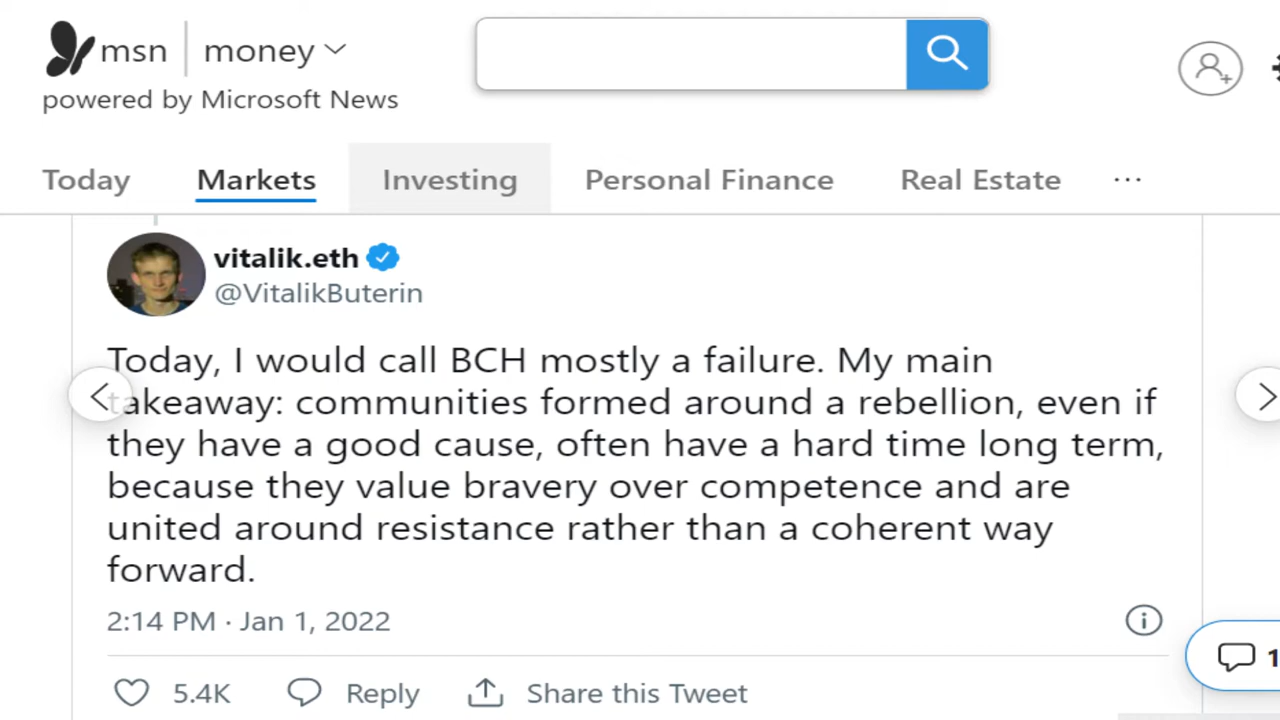 msn money
powered by Microsoft News
Today Markets Investing Personal Finance Real Estate ...
vitalik.eth
@VitalikButerin
Today, I would call BCH mostly a failure. My main
takeaway: communities formed around a rebellion, even if
they have a good cause, often have a hard time long term,
because they value bravery over competence and are
united around resistance rather than a coherent way
forward.
2:14 PM · Jan 1, 2022
1
5.4K Reply Share this Tweet